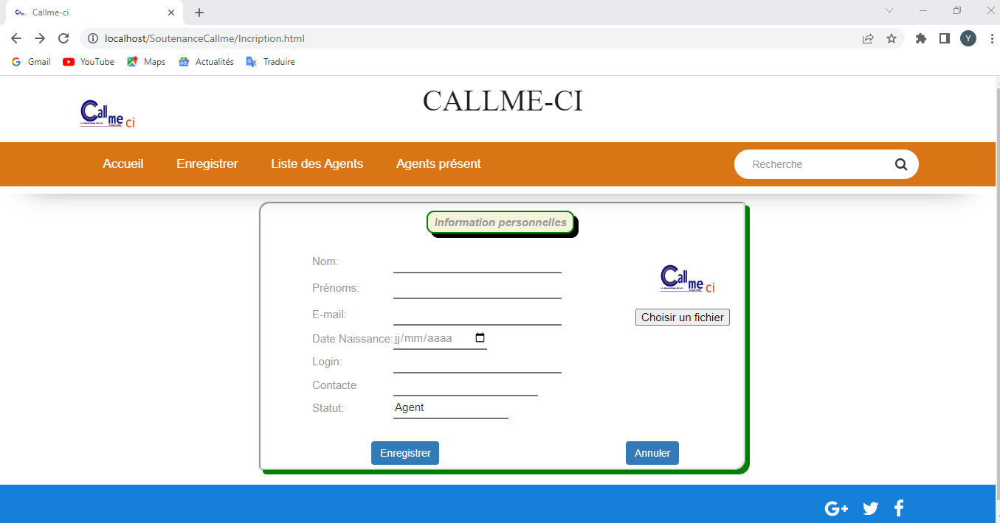 Callme-ci
localhost/SoutenanceCallme/Incription.html
Y
Gmail YouTube Maps Actualités Traduire
CALLME-CI
Callme ci
Accueil Enregistrer Liste des Agents Agents présent Recherche
Information personnelles
Nom:
Callme ci
Prénoms:
E-mail:
Choisir un fichier
Date Naissance: jj/mm/aaaa
Login:
Contacte
Statut: Agent
Enregistrer Annuler
G+